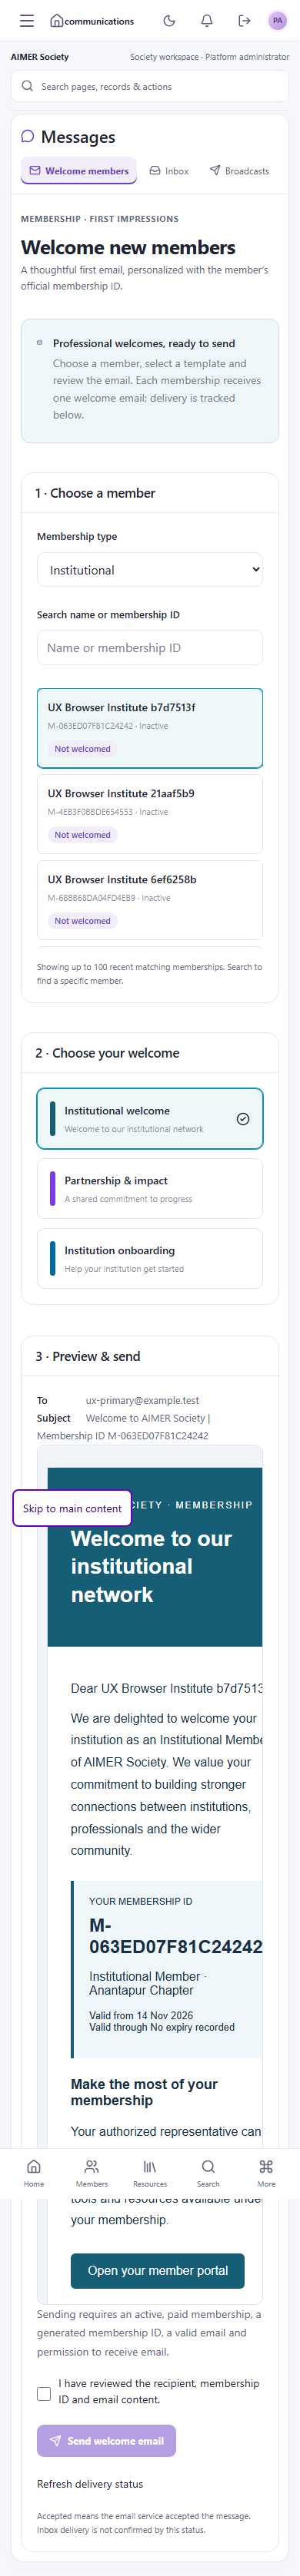 communications
PA
AIMER Society
Society workspace · Platform administrator
Search pages, records & actions
Messages
Welcome members
Inbox
Broadcasts
MEMBERSHIP · FIRST IMPRESSIONS
Welcome new members
A thoughtful first email, personalized with the member's
official membership ID.
Professional welcomes, ready to send
Choose a member, select a template and
review the email. Each membership receives
one welcome email; delivery is tracked
below.
1 · Choose a member
Membership type
Institutional
Search name or membership ID
Name or membership ID
UX Browser Institute b7d7513f
M-063ED07F81C24242 · Inactive
Not welcomed
UX Browser Institute 21aaf5b9
M-4EB3F0BBDE654553 · Inactive
Not welcomed
UX Browser Institute 6ef6258b
M-68BB68DA04FD4EB9 · Inactive
Not welcomed
Showing up to 100 recent matching memberships. Search to
find a specific member.
2 · Choose your welcome
Institutional welcome
Welcome to our institutional network
Partnership & impact
A shared commitment to progress
Institution onboarding
Help your institution get started
3 · Preview & send
To ux-primary@example.test
Subject Welcome to AIMER Society |
Membership ID M-063ED07F81C24242
CIETY · MEMBERSHIP
Skip to main content
Welcome to our
institutional
network
Dear UX Browser Institute b7d7513
We are delighted to welcome your
institution as an Institutional Membe
of AIMER Society. We value your
commitment to building stronger
connections between institutions,
professionals and the wider
community.
YOUR MEMBERSHIP ID
M-
063ED07F81C24242
Institutional Member ·
Anantapur Chapter
Valid from 14 Nov 2026
Valid through No expiry recorded
Make the most of your
membership
Your authorized representative can
Home
Members
Resources
Search
More
tools and resources available under
your membership.
Open your member portal
Sending requires an active, paid membership, a
generated membership ID, a valid email and
permission to receive email.
I have reviewed the recipient, membership
ID and email content.
Send welcome email
Refresh delivery status
Accepted means the email service accepted the message.
Inbox delivery is not confirmed by this status.